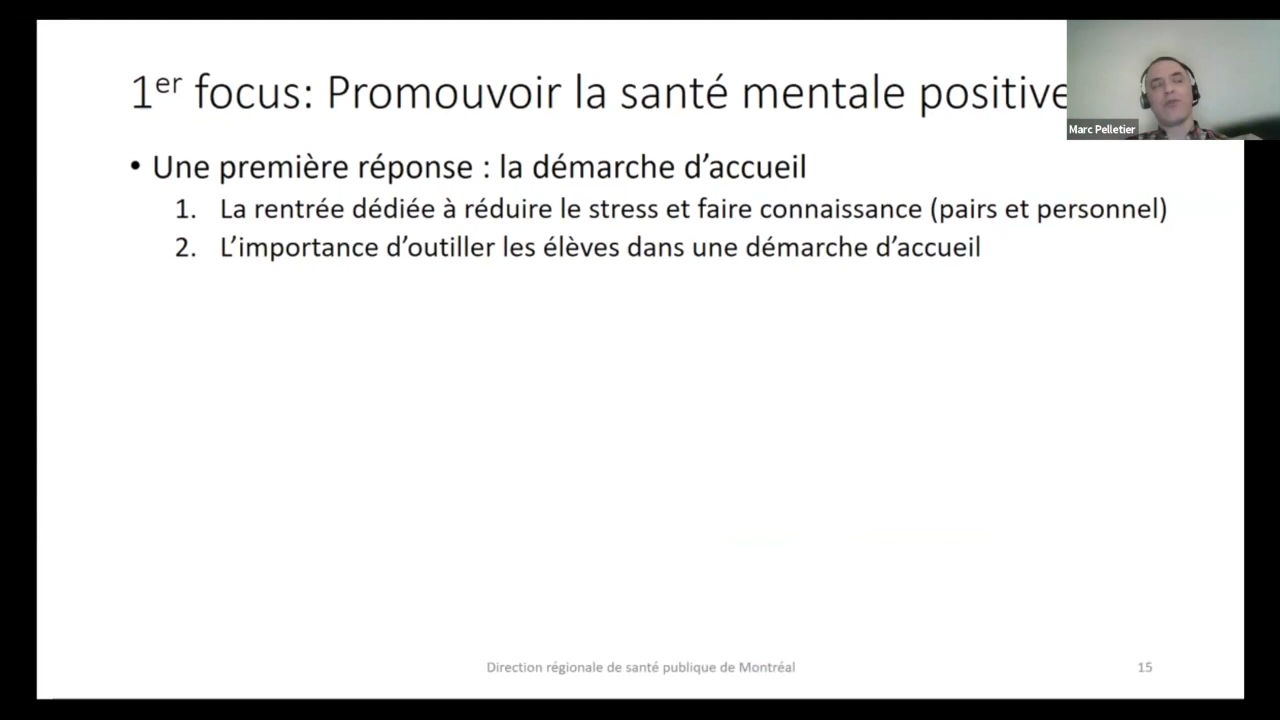 1er focus: Promouvoir la santé mentale positive
Marc Pelletier
• Une première réponse : la démarche d’accueil
1. La rentrée dédiée à réduire le stress et faire connaissance (pairs et personnel)
2. L’importance d’outiller les élèves dans une démarche d’accueil
Direction régionale de santé publique de Montréal
15